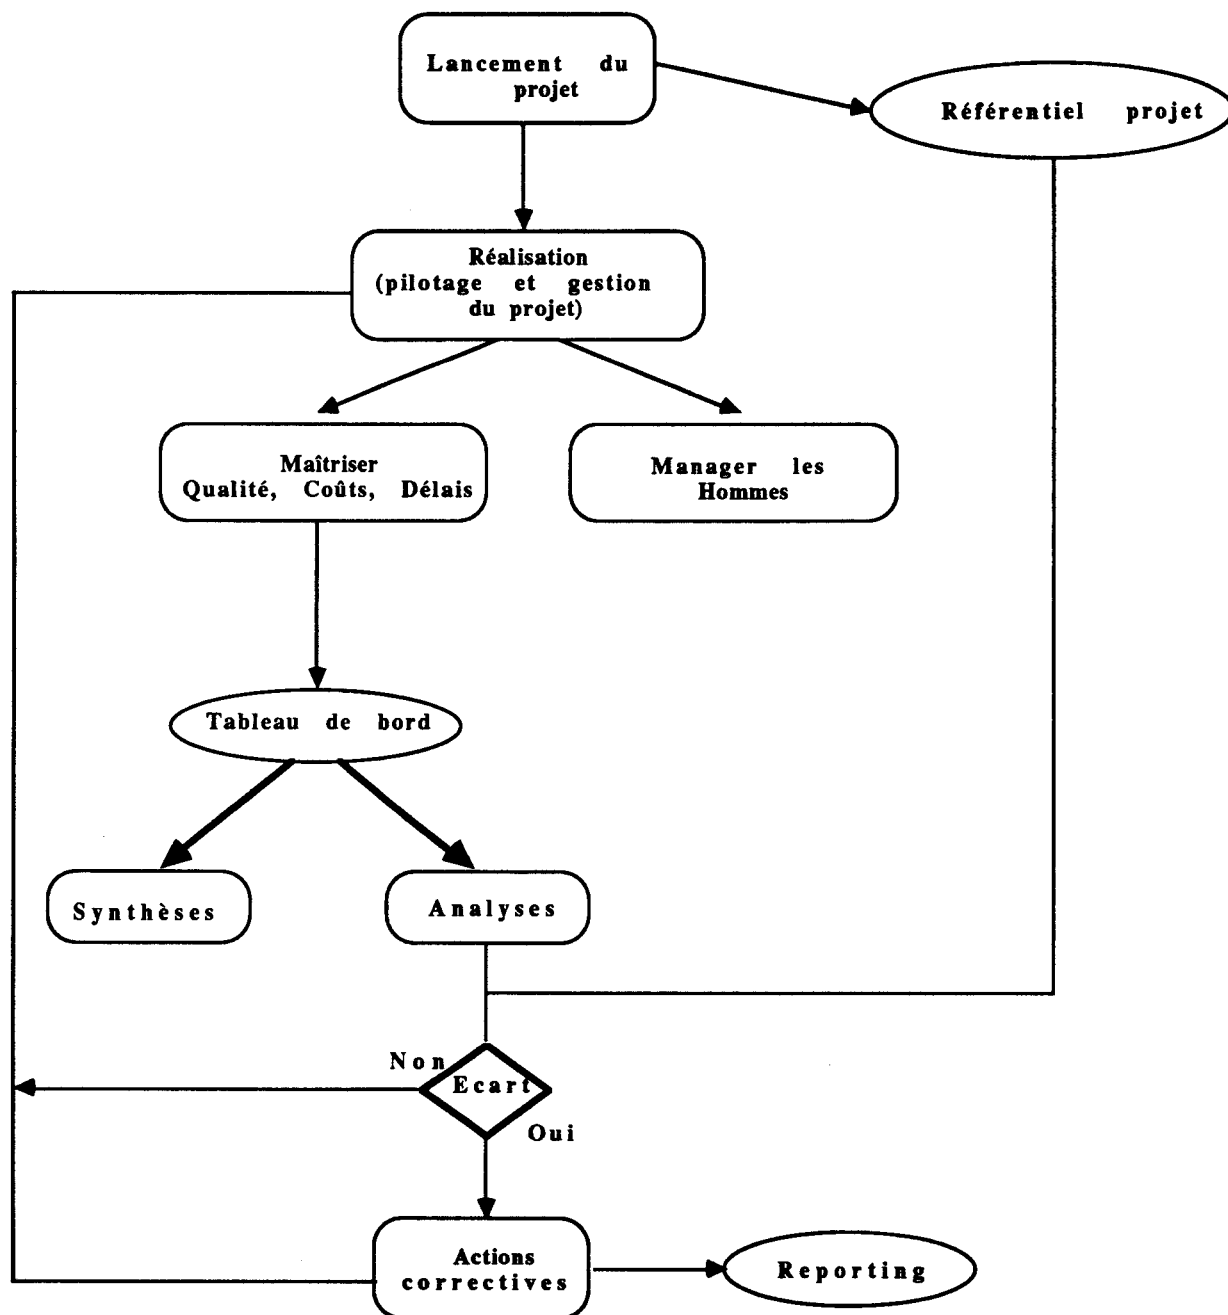 Lancement du
projet
Référentiel projet
Réalisation
(pilotage et gestion
du projet)
Maîtriser
Qualité, Coûts, Délais
Manager les
Hommes
Tableau de bord
Synthèses
Analyses
Non
Ecart
Oui
Actions
correctives
Reporting